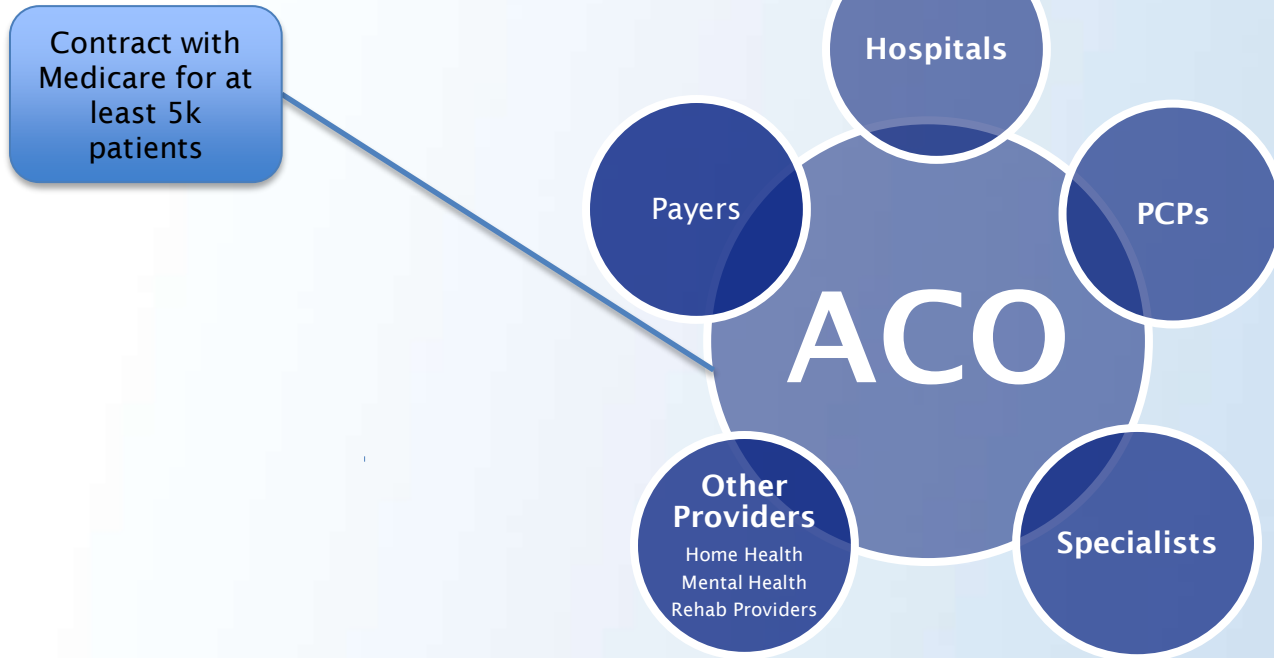 Contract with
Medicare for at
least 5k
patients
Hospitals
Payers
PCPs
ACO
Other
Providers
Home Health
Mental Health
Rehab Providers
Specialists